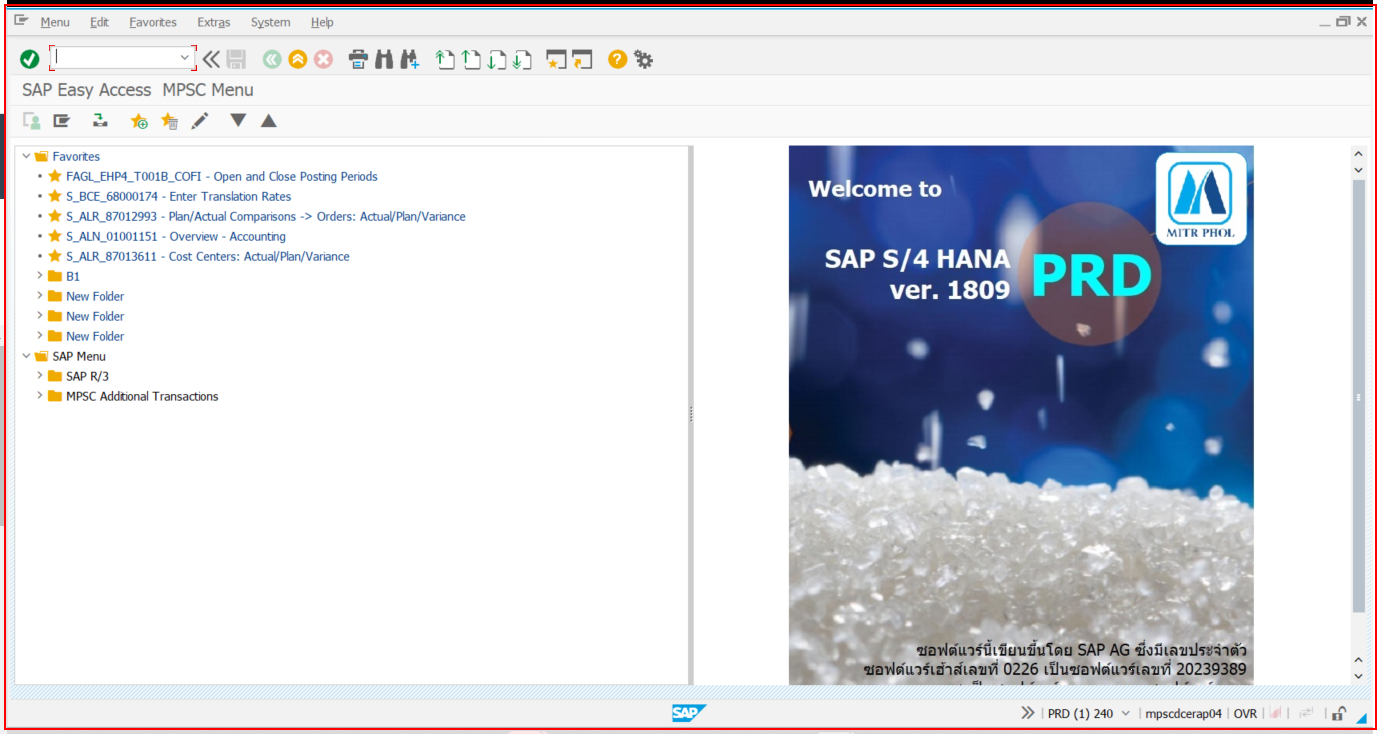 Menu Edit Favorites Extras System Help
SAP Easy Access MPSC Menu
Favorites
FAGL_EHP4_T001B_COFI - Open and Close Posting Periods
S_BCE_68000174 - Enter Translation Rates
S_ALR_87012993 - Plan/Actual Comparisons -> Orders: Actual/Plan/Variance
S_ALN_01001151 - Overview - Accounting
S_ALR_87013611 - Cost Centers: Actual/Plan/Variance
B1
New Folder
New Folder
New Folder
SAP Menu
SAP R/3
MPSC Additional Transactions
Welcome to
MITR PHOL
SAP S/4 HANA
ver. 1809
PRD
ซอฟต์แวร์นี้เขียนขึ้นโดย SAP AG ซึ่งมีเลขประจำตัว
ซอฟต์แวร์เฮ้าส์เลขที่ 0226 เป็นซอฟต์แวร์เลขที่ 20239389
SAP
PRD (1) 240 mpscdcerap04 OVR